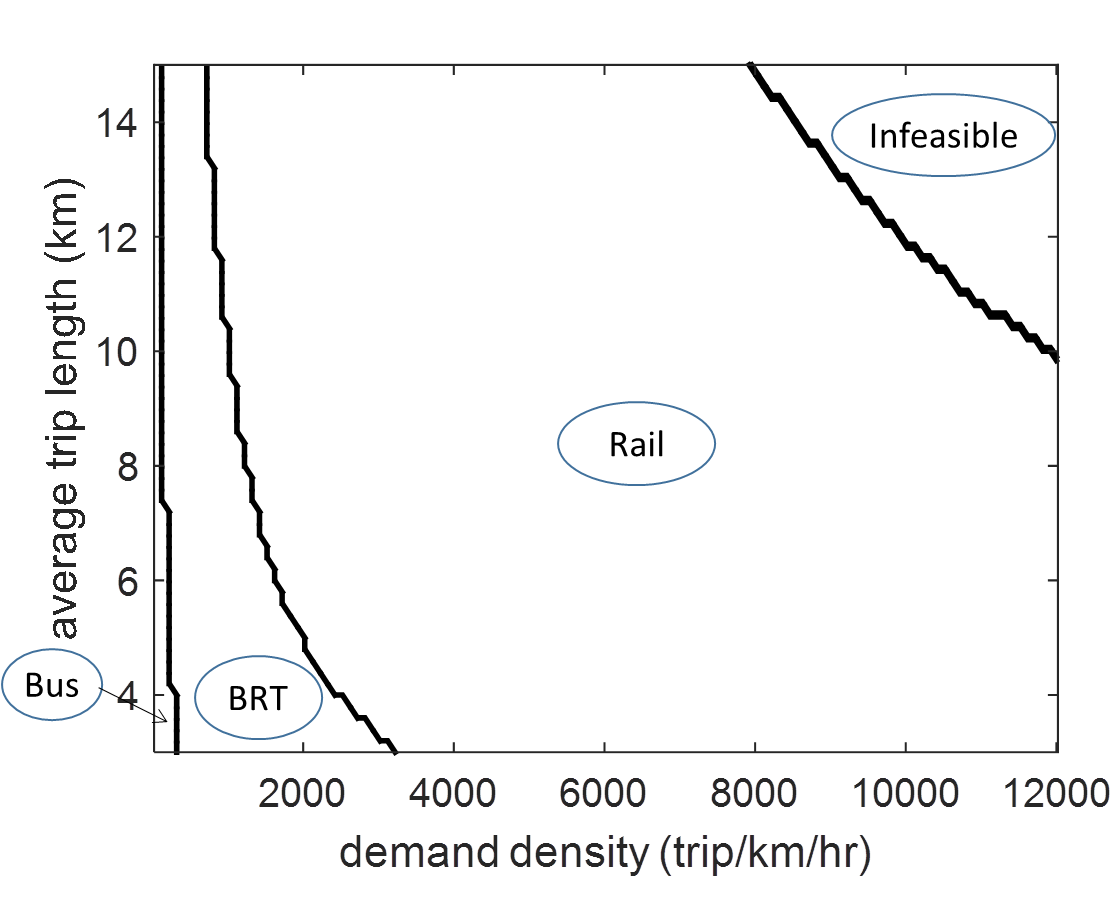 14
12
10
8
6
4
average trip length (km)
Infeasible
Rail
Bus
BRT
2000 4000 6000 8000 10000 12000
demand density (trip/km/hr)